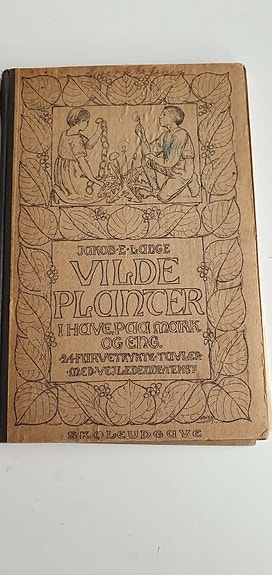 JAKOB·E·LANGE
VILDE
PLANTER
I HAVE, PAA MARK
OG ENG.
24·FARVETRYKTE·TAVLER
·MED·VEJLEDENDE·TEKST
SKOLEUDGAVE